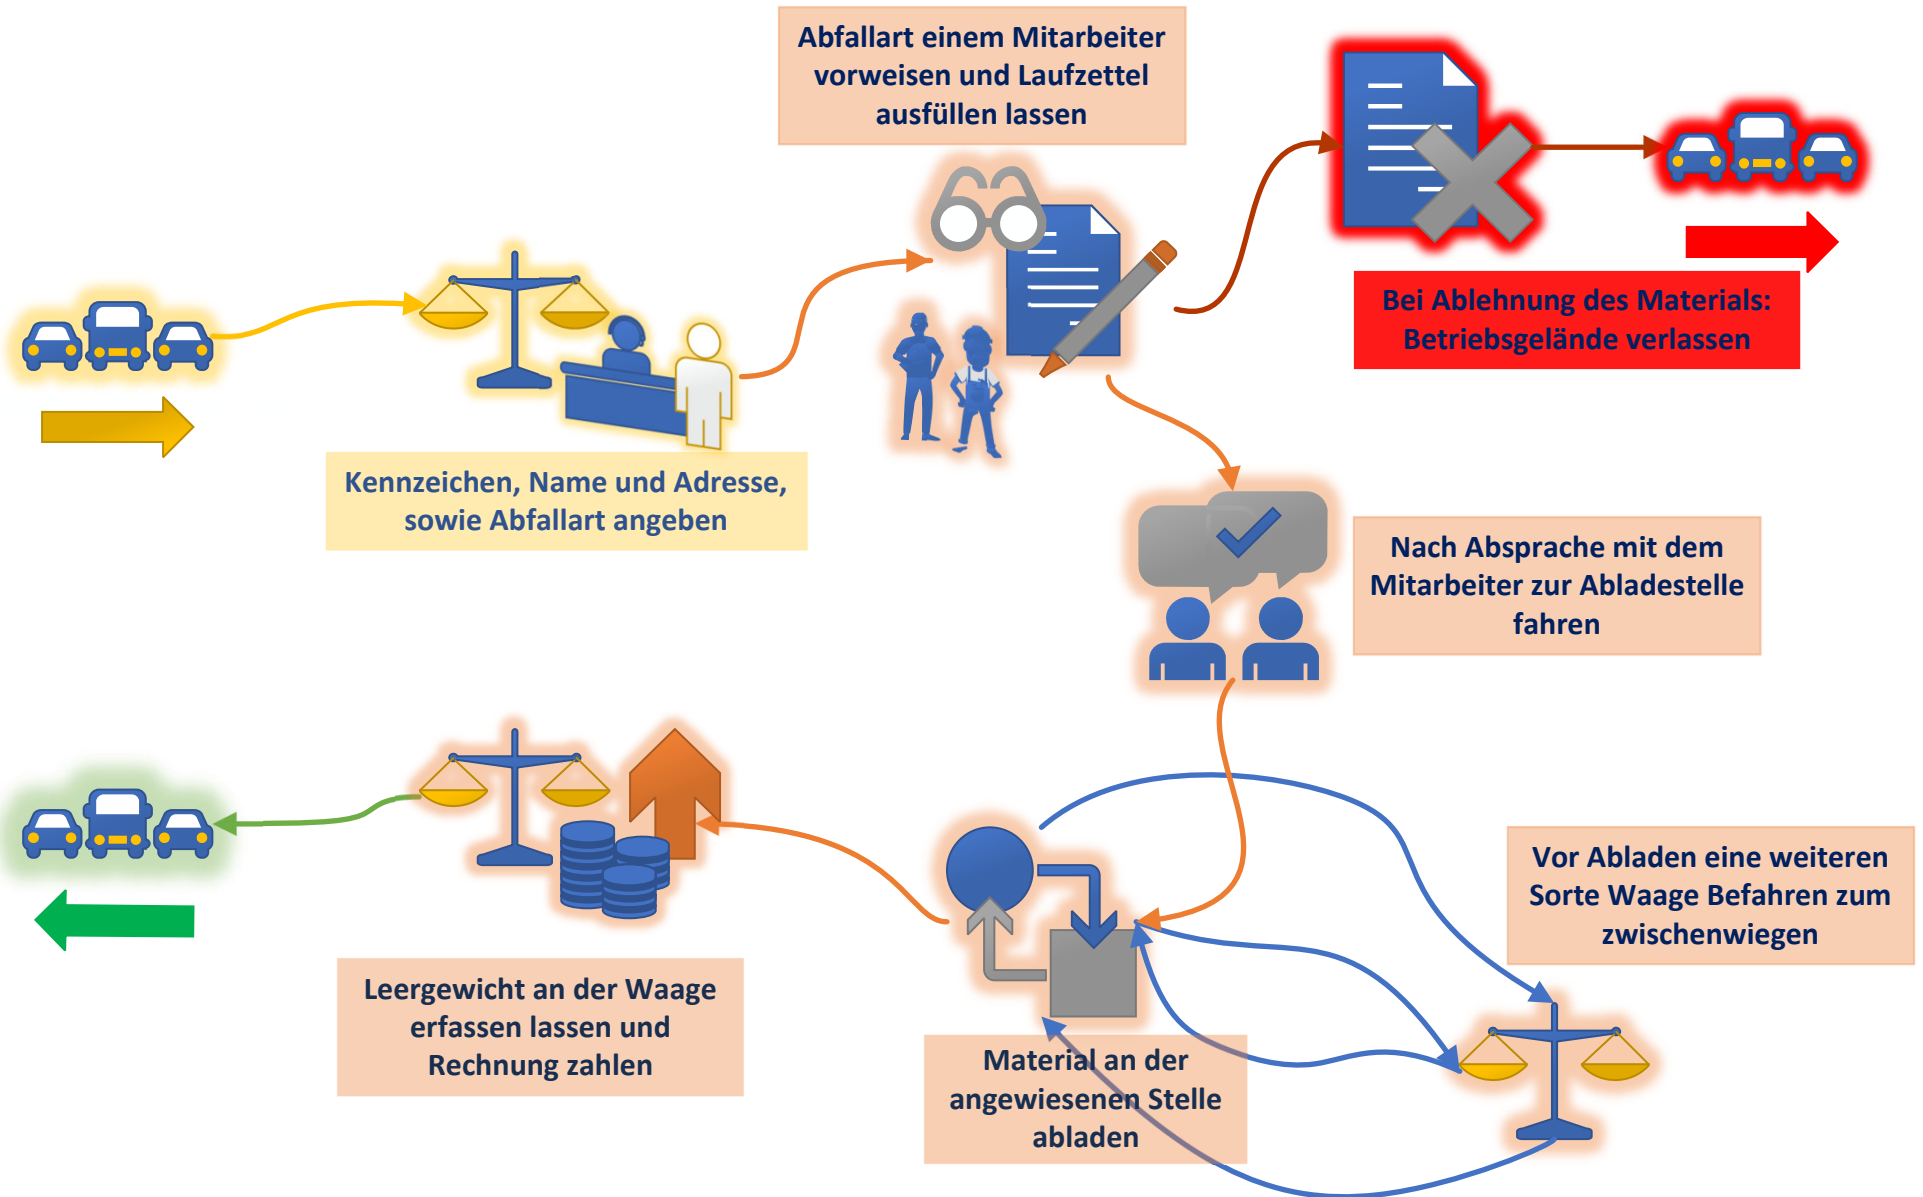 Abfallart einem Mitarbeiter
vorweisen und Laufzettel
ausfüllen lassen
Bei Ablehnung des Materials:
Betriebsgelände verlassen
Kennzeichen, Name und Adresse,
sowie Abfallart angeben
Nach Absprache mit dem
Mitarbeiter zur Abladestelle
fahren
Vor Abladen eine weiteren
Sorte Waage Befahren zum
zwischenwiegen
Leergewicht an der Waage
erfassen lassen und
Rechnung zahlen
Material an der
angewiesenen Stelle
abladen